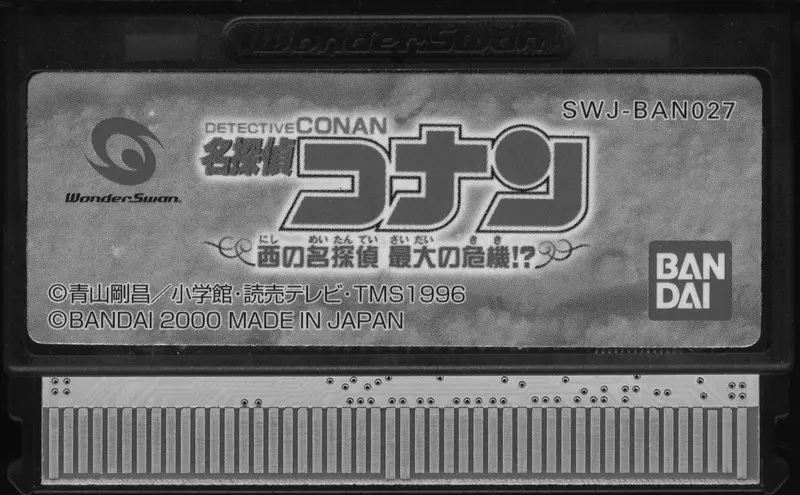 WonderSwan
SWJ-BAN027
DETECTIVE CONAN
名探偵 コナン
WonderSwan
にし めい たん てい さい だい き き
西の名探偵 最大の危機!?
BAN
DAI
©青山剛昌／小学館・読売テレビ・TMS1996
©BANDAI 2000 MADE IN JAPAN